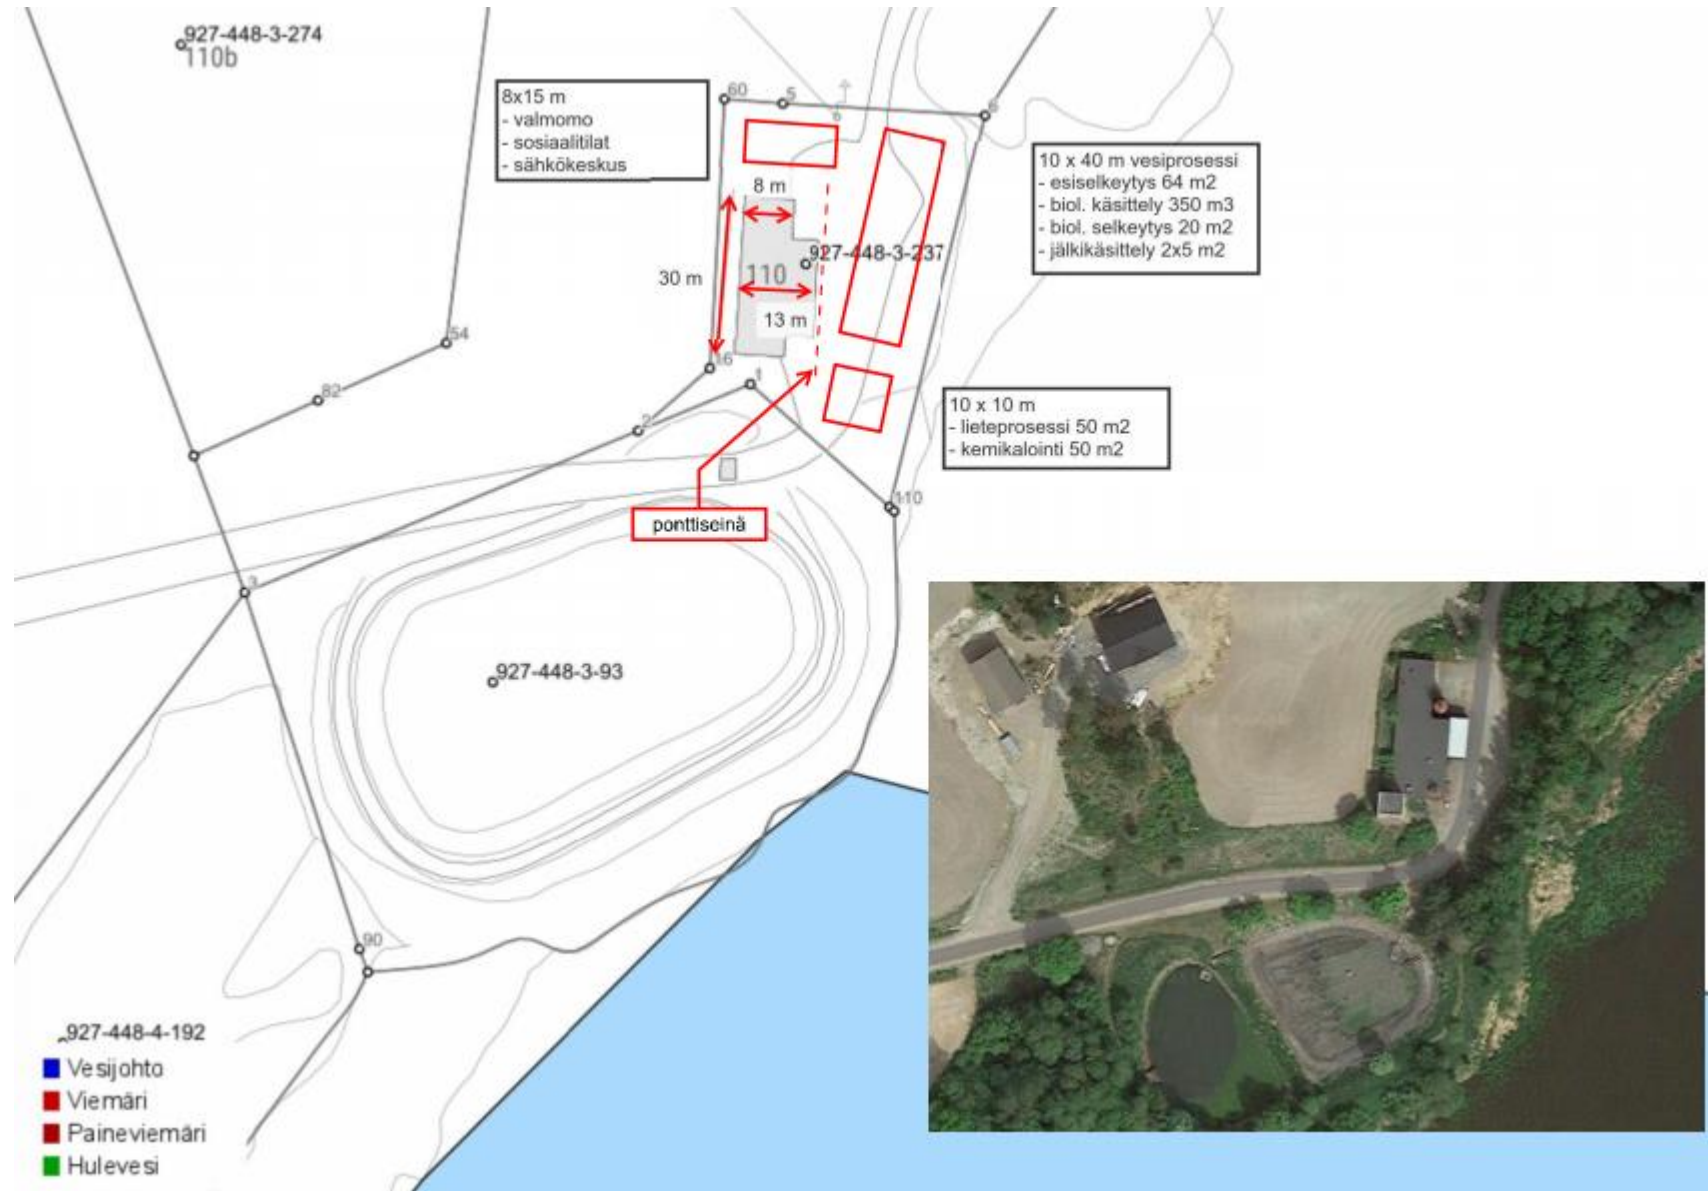 927-448-3-274
110b
8x15 m
- valmomo
- sosiaalitilat
- sähkökeskus
60
5
6
6
10 x 40 m vesiprosessi
- esiselkeytys 64 m2
- biol. käsittely 350 m3
- biol. selkeytys 20 m2
- jälkikäsittely 2x5 m2
8 m
927-448-3-237
110
30 m
13 m
54
16
1
82
2
10 x 10 m
- lieteprosessi 50 m2
- kemikalointi 50 m2
110
ponttiseinä
3
927-448-3-93
90
927-448-4-192
Vesijohto
Viemäri
Paineviemäri
Hulevesi